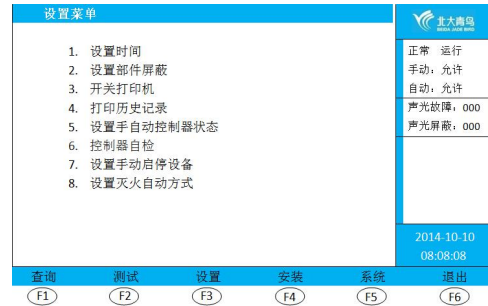 设置菜单
1. 设置时间
2. 设置部件屏蔽
3. 开关打印机
4. 打印历史记录
5. 设置手自动控制器状态
6. 控制器自检
7. 设置手动启停设备
8. 设置灭火自动方式
北大青鸟
BEIDA JADE BIRD
正常 运行
手动：允许
自动：允许
声光故障：000
声光屏蔽：000
2014-10-10
08:08:08
查询 测试 设置 安装 系统 退出
F1 F2 F3 F4 F5 F6